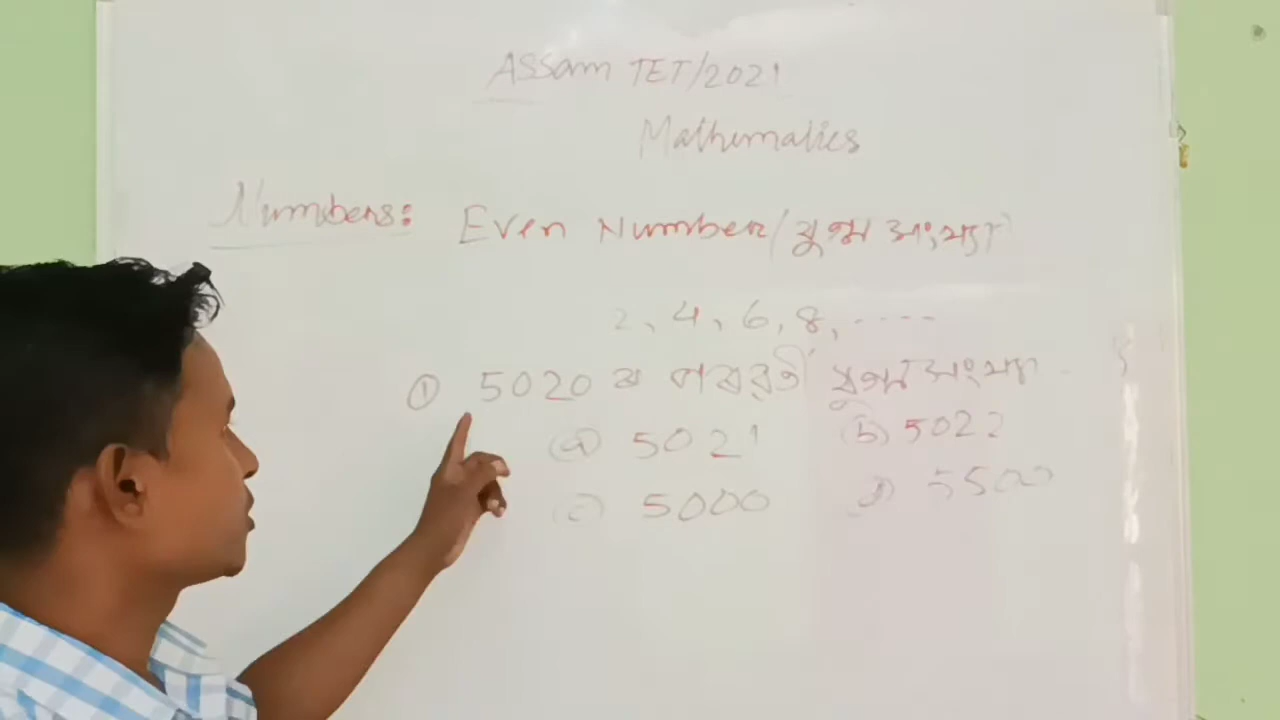 Assam TET/2021
Mathematics
Numbers: Even Number/যুগ্ম সংখ্যা
2, 4, 6, 8, ----
① 5020 ৰ পৰৱৰ্তী যুগ্ম সংখ্যা
(a) 5021 (b) 5022
(c) 5000 (d) 5500